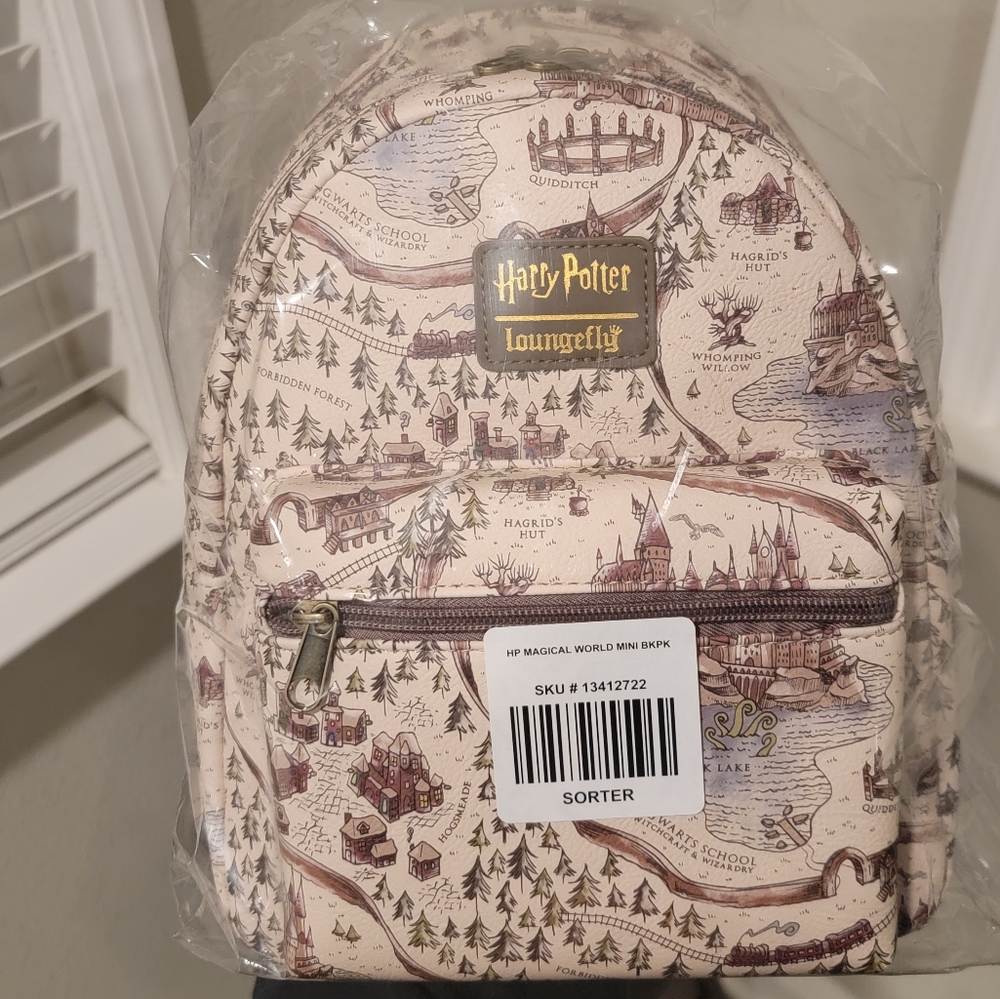 WHOMPING
LAKE
QUIDDITCH
WARTS SCHOOL
WITCHCRAFT & WIZARDRY
HAGRID'S
HUT
Harry Potter
Loungefly
WHOMPING
WILLOW
FORBIDDEN FOREST
BLACK LAKE
HAGRID'S
HUT
HP MAGICAL WORLD MINI BKPK
SKU # 13412722
SORTER
K LAKE
HOGSMEADE
QUIDD
WARTS SCHOOL
WITCHCRAFT & WIZARDRY
FORBIDD